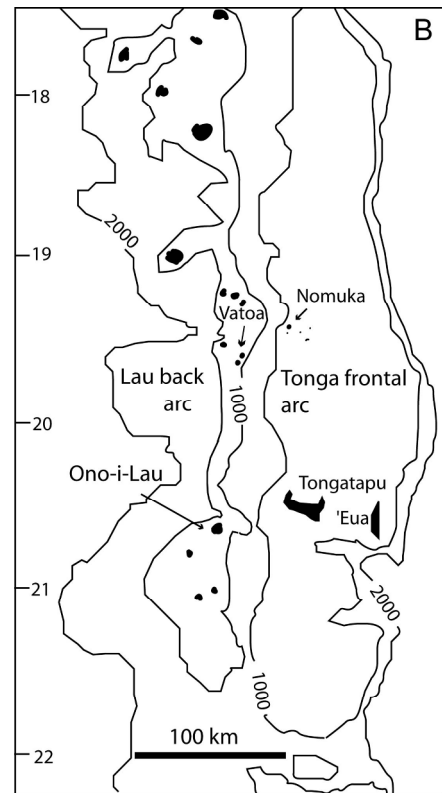 B
18
2000
19
Nomuka
Vatoa
Lau back
arc
1000
Tonga frontal
arc
20
Ono-i-Lau
Tongatapu
'Eua
21
2000
1000
100 km
22